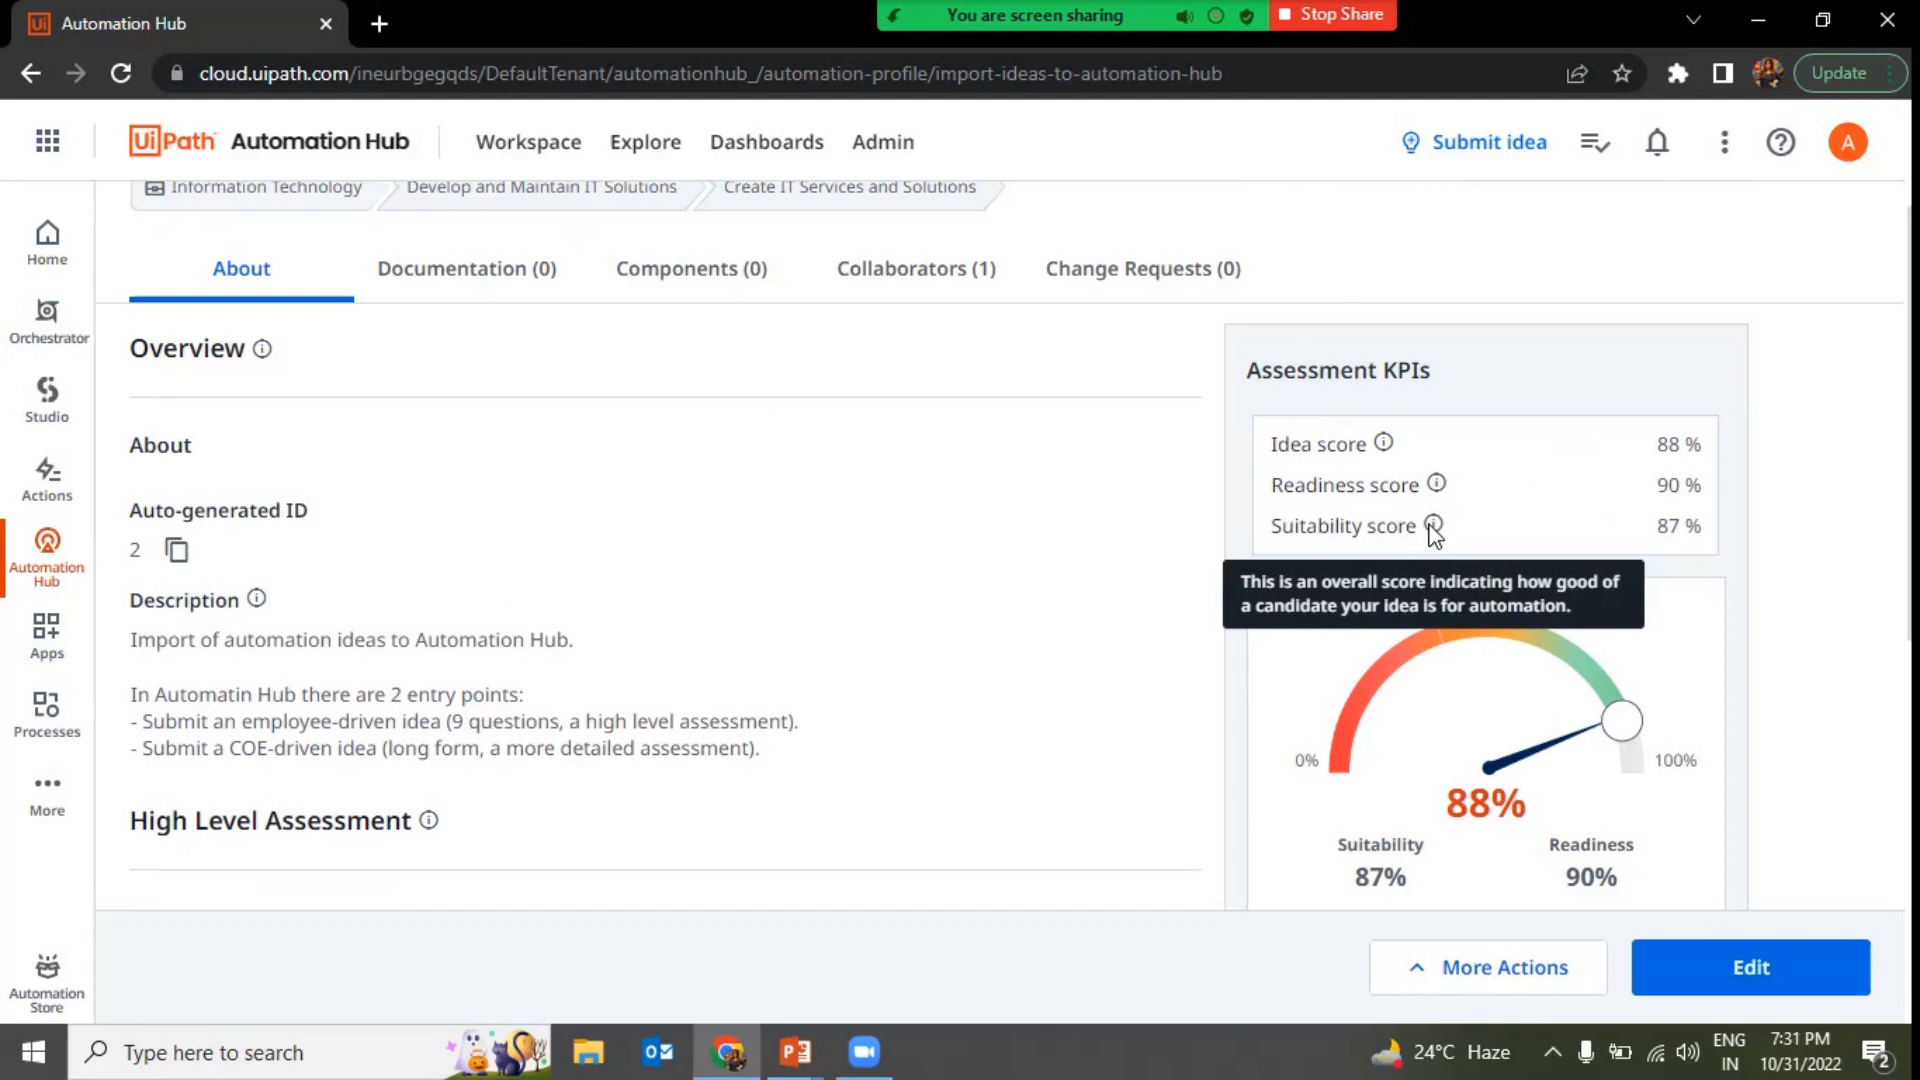 Automation Hub
You are screen sharing
Stop Share
cloud.uipath.com/ineurbgegqds/DefaultTenant/automationhub_/automation-profile/import-ideas-to-automation-hub
Update
UiPath Automation Hub
Workspace
Explore
Dashboards
Admin
Submit idea
A
Information Technology
Develop and Maintain IT Solutions
Create IT Services and Solutions
Home
Orchestrator
Studio
Actions
Automation
Hub
Apps
Processes
More
Automation
Store
About
Documentation (0)
Components (0)
Collaborators (1)
Change Requests (0)
Overview
About
Auto-generated ID
2
Description
Import of automation ideas to Automation Hub.
In Automatin Hub there are 2 entry points:
- Submit an employee-driven idea (9 questions, a high level assessment).
- Submit a COE-driven idea (long form, a more detailed assessment).
High Level Assessment
Assessment KPIs
Idea score 88 %
Readiness score 90 %
Suitability score 87 %
This is an overall score indicating how good of
a candidate your idea is for automation.
0%
100%
88%
Suitability
87%
Readiness
90%
More Actions
Edit
Type here to search
24°C Haze
ENG
IN
7:31 PM
10/31/2022
2